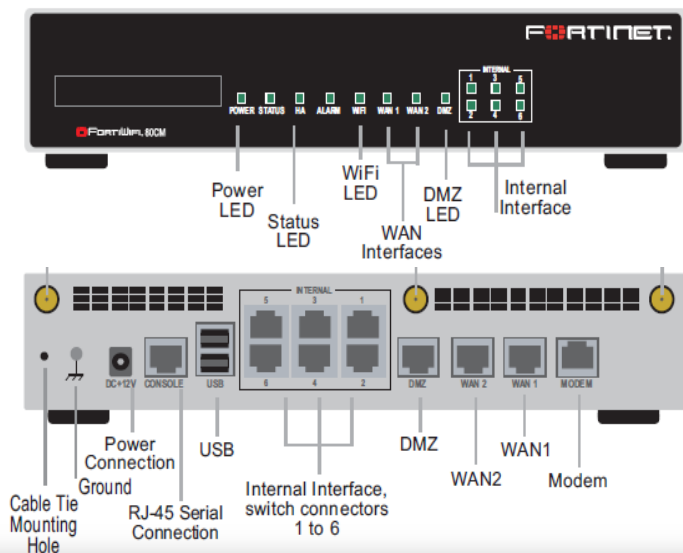 FORTINET.
INTERNAL
1 3 5
POWER STATUS HA ALARM WiFi WAN 1 WAN 2 DMZ
2 4 6
FortiWiFi 80CM
Power
LED
Status
LED
WiFi
LED
WAN
Interfaces
DMZ
LED
Internal
Interface
INTERNAL
5 3 1
DC+12V CONSOLE USB
6 4 2
DMZ WAN 2 WAN 1 MODEM
Cable Tie
Mounting
Hole
Ground
Power
Connection
RJ-45 Serial
Connection
USB
Internal Interface,
switch connectors
1 to 6
DMZ
WAN2
WAN1
Modem